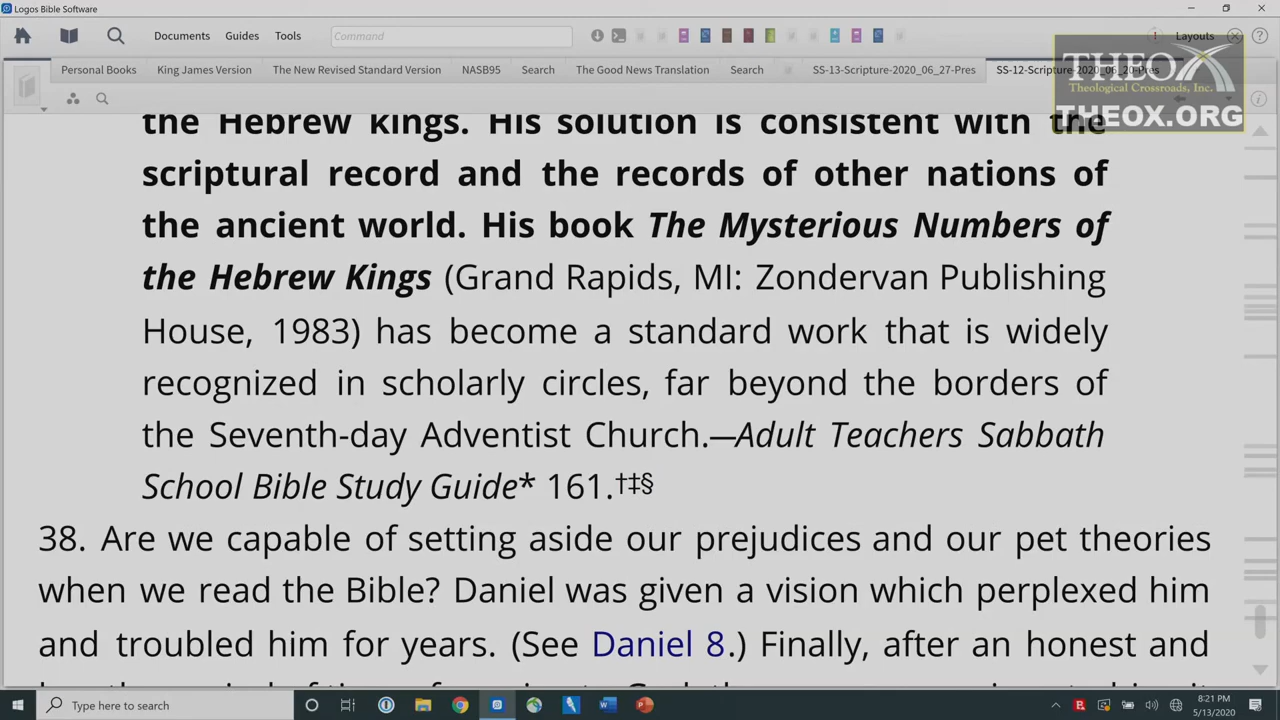 Logos Bible Software
Documents Guides Tools Command Layouts
Personal Books King James Version The New Revised Standard Version NASB95 Search The Good News Translation Search SS-13-Scripture-2020_06_27-Pres SS-12-Scripture-2020_06_20-Pres
THEOX
Theological Crossroads, Inc.
THEOX.ORG
the Hebrew kings. His solution is consistent with the
scriptural record and the records of other nations of
the ancient world. His book The Mysterious Numbers of
the Hebrew Kings (Grand Rapids, MI: Zondervan Publishing
House, 1983) has become a standard work that is widely
recognized in scholarly circles, far beyond the borders of
the Seventh-day Adventist Church.—Adult Teachers Sabbath
School Bible Study Guide* 161.†‡§
38. Are we capable of setting aside our prejudices and our pet theories
when we read the Bible? Daniel was given a vision which perplexed him
and troubled him for years. (See Daniel 8.) Finally, after an honest and
Type here to search
8:21 PM
5/13/2020